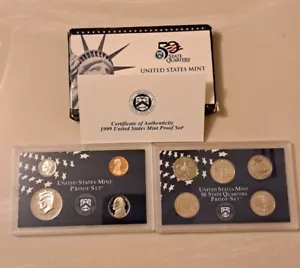 50
STATE
QUARTERS
UNITED STATES MINT
Certificate of Authenticity
1999 United States Mint Proof Set
UNITED STATES MINT
PROOF SET
UNITED STATES MINT
50 STATE QUARTERS
PROOF SET